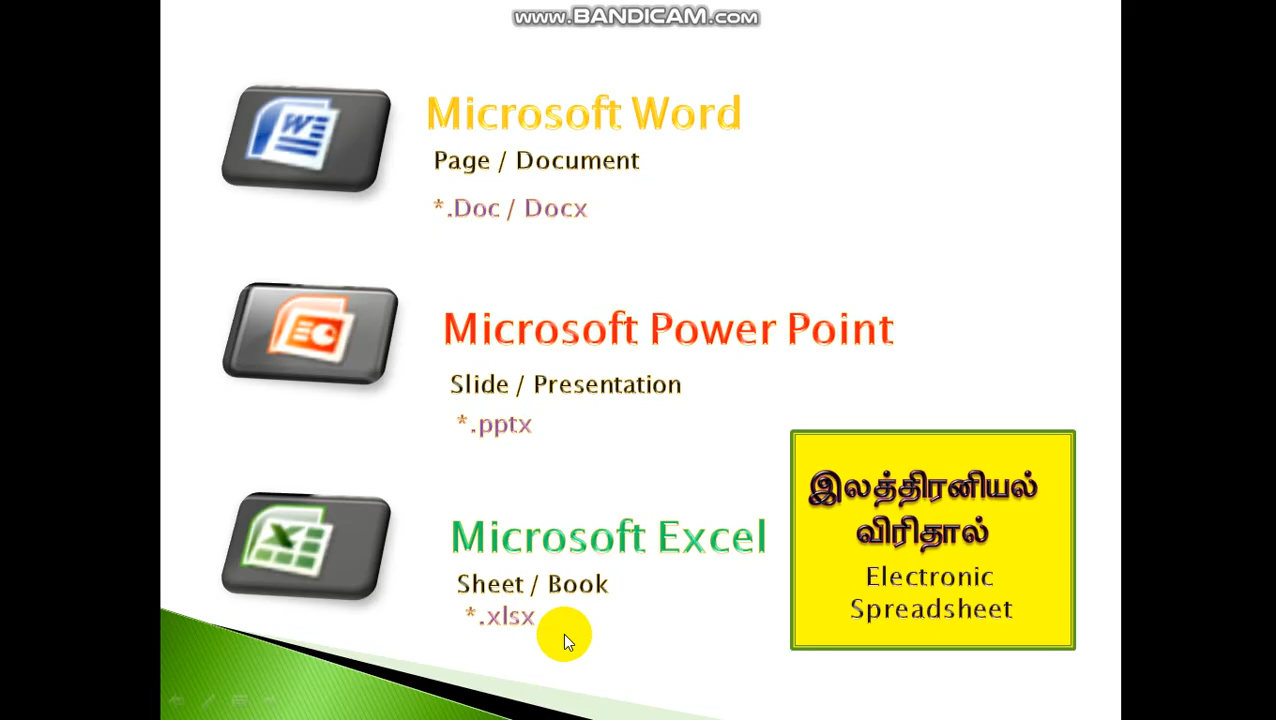 www.BANDICAM.com
Microsoft Word
Page / Document
*.Doc / Docx
Microsoft Power Point
Slide / Presentation
*.pptx
Microsoft Excel
Sheet / Book
*.xlsx
இலத்திரனியல்
விரிதாள்
Electronic
Spreadsheet